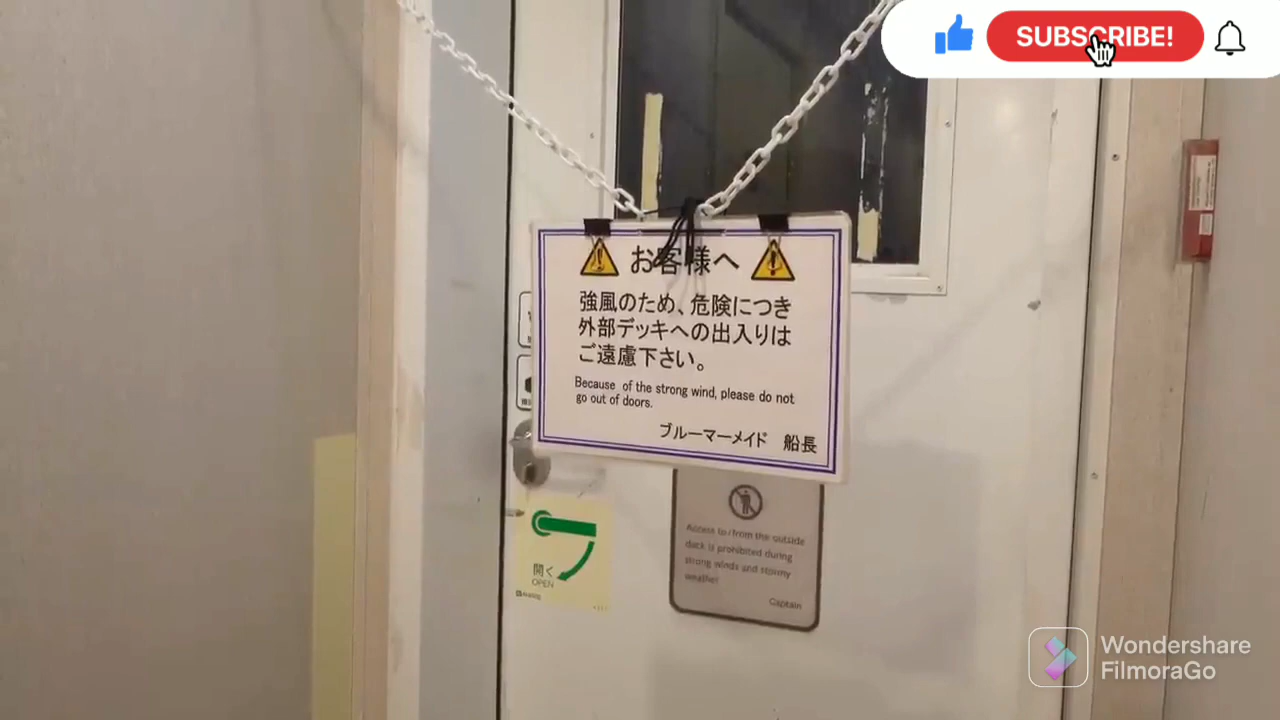 SUBSCRIBE!
お客様へ
強風のため、危険につき
外部デッキへの出入りは
ご遠慮下さい。
Because of the strong wind, please do not
go out of doors.
ブルーマーメイド 船長
Access to/from the outside
deck is prohibited during
strong winds and stormy
weather
Captain
開く
OPEN
Wondershare
FilmoraGo